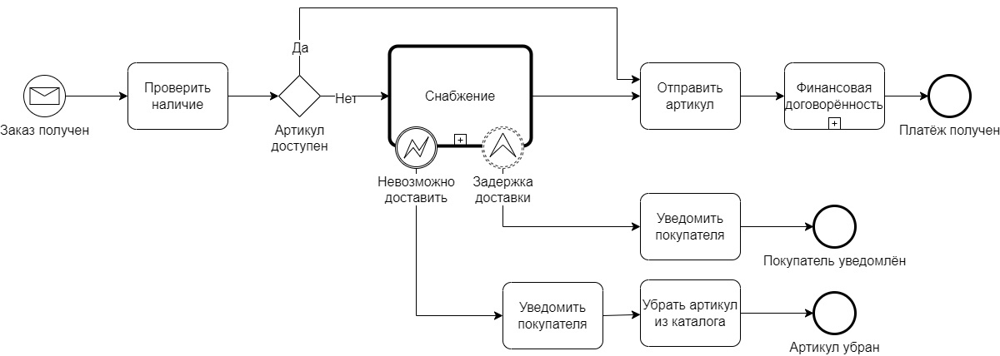 Да
Заказ получен
Проверить
наличие
Артикул
доступен
Нет
Снабжение
Отправить
артикул
Финансовая
договорённость
Платёж получен
Невозможно
доставить
Задержка
доставки
Уведомить
покупателя
Покупатель уведомлён
Уведомить
покупателя
Убрать артикул
из каталога
Артикул убран